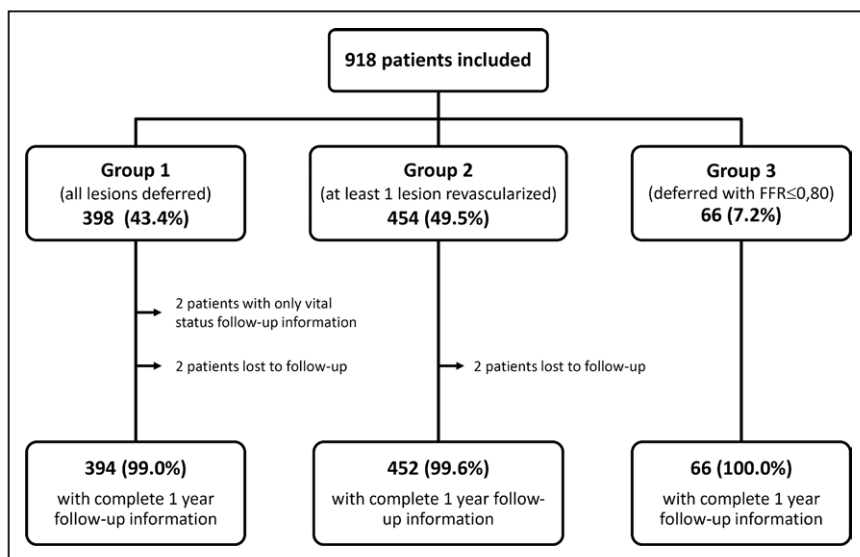 918 patients included
Group 1
(all lesions deferred)
398 (43.4%)
Group 2
(at least 1 lesion revascularized)
454 (49.5%)
Group 3
(deferred with FFR≤0,80)
66 (7.2%)
2 patients with only vital
status follow-up information
2 patients lost to follow-up
2 patients lost to follow-up
394 (99.0%)
with complete 1 year
follow-up information
452 (99.6%)
with complete 1 year follow-
up information
66 (100.0%)
with complete 1 year
follow-up information